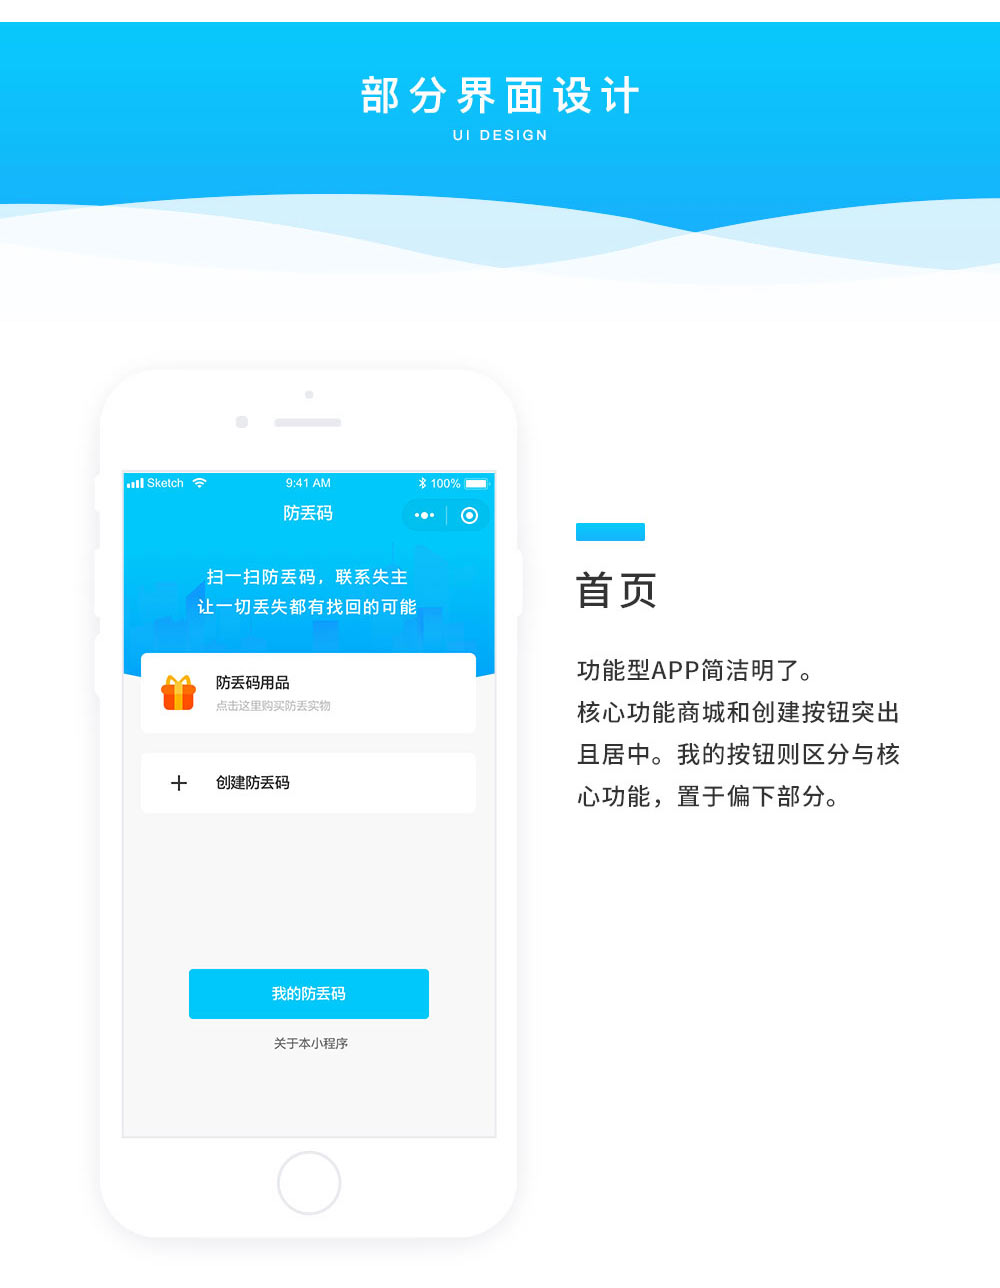 部分界面设计
UI DESIGN
Sketch 9:41 AM 100%
防丢码
扫一扫防丢码，联系失主
让一切丢失都有找回的可能
防丢码用品
点击这里购买防丢实物
创建防丢码
我的防丢码
关于本小程序
首页
功能型APP简洁明了。
核心功能商城和创建按钮突出
且居中。我的按钮则区分与核
心功能，置于偏下部分。